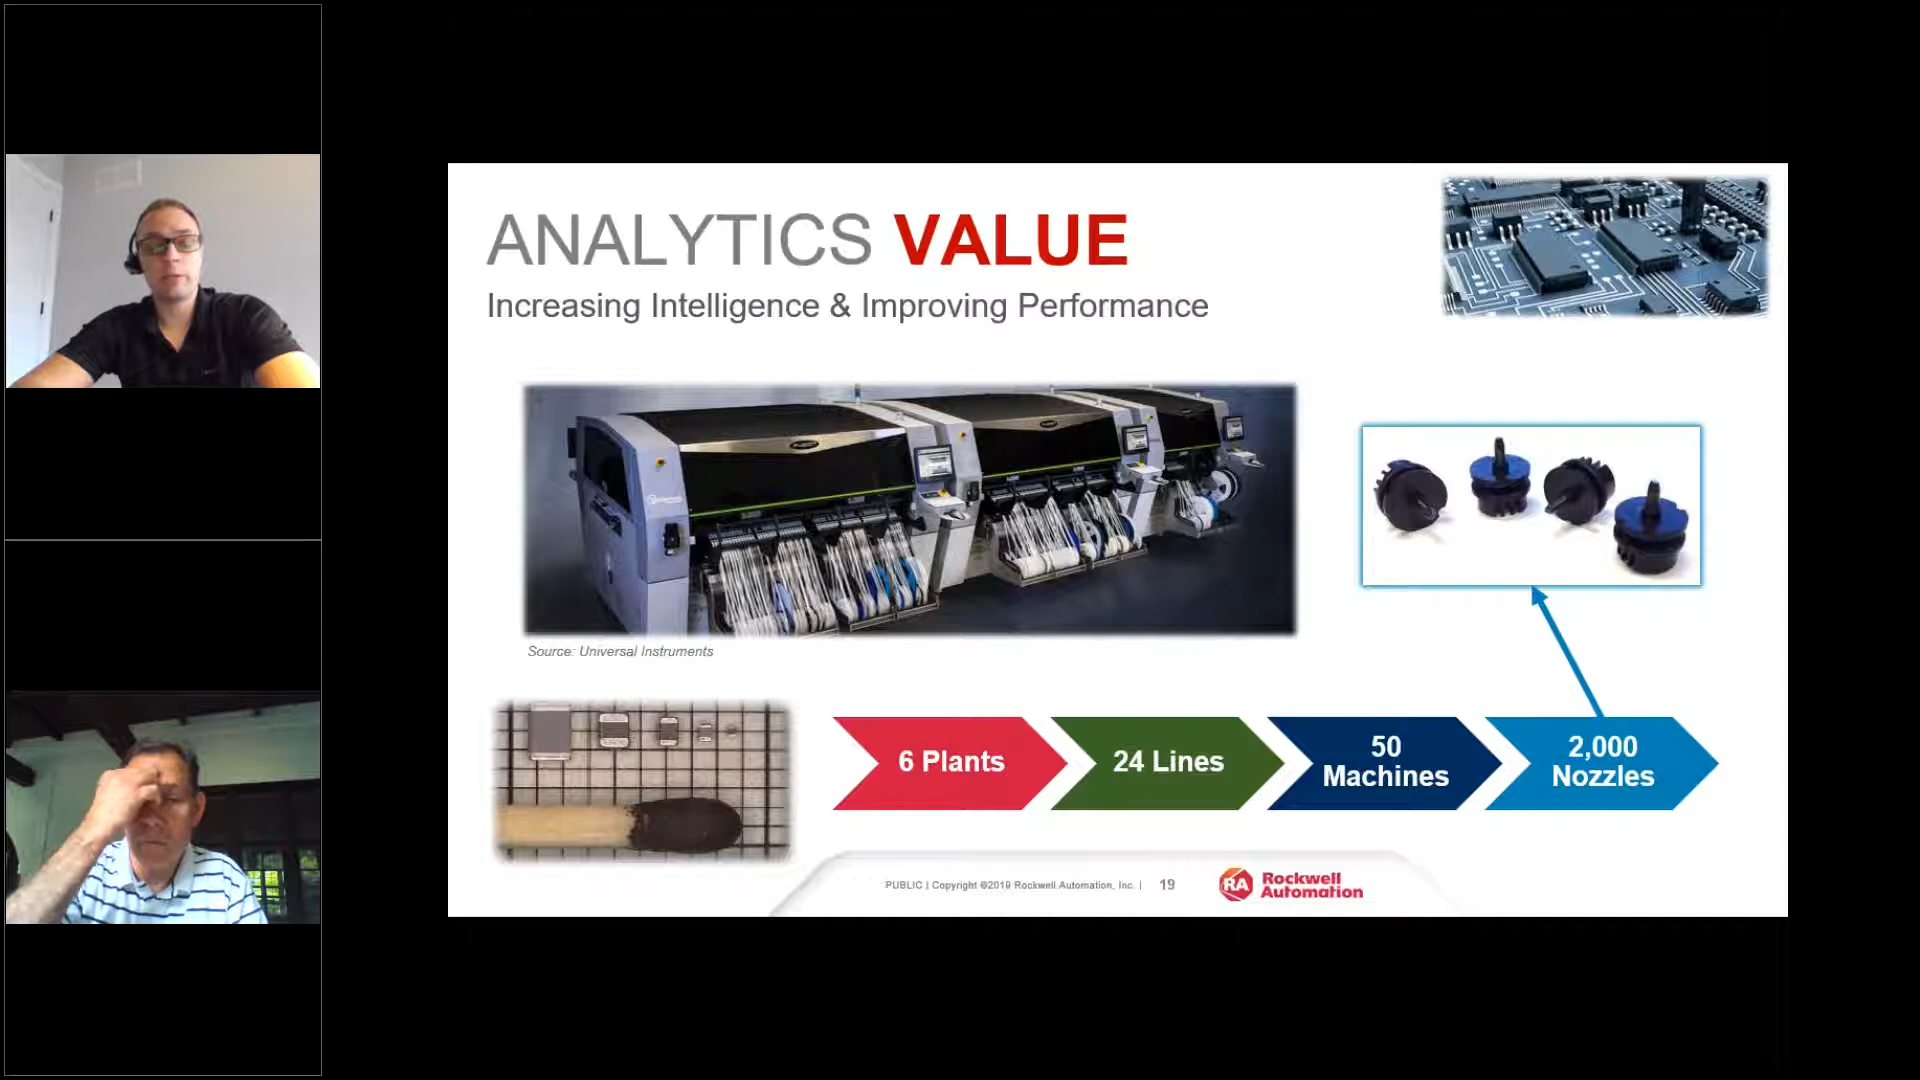 ANALYTICS VALUE
Increasing Intelligence & Improving Performance
Source: Universal Instruments
6 Plants
24 Lines
50
Machines
2,000
Nozzles
PUBLIC | Copyright ©2019 Rockwell Automation, Inc. |
19
RA
Rockwell
Automation